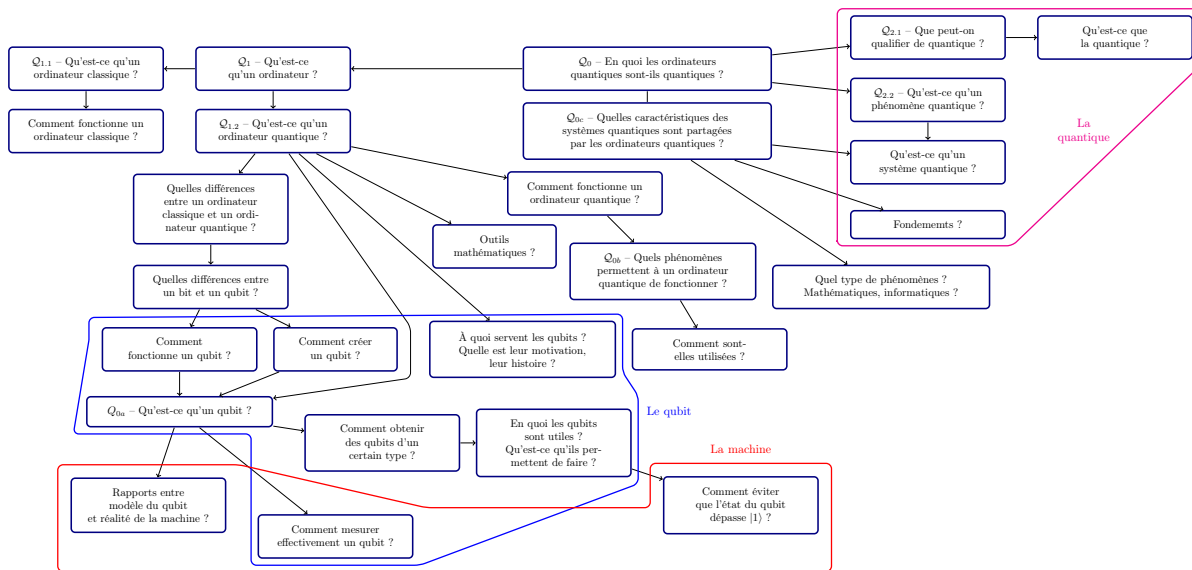 Q2.1 – Que peut-on
qualifier de quantique ?
Qu'est-ce que
la quantique ?
Q1.1 – Qu'est-ce qu'un
ordinateur classique ?
Q1 – Qu'est-ce
qu'un ordinateur ?
Q0 – En quoi les ordinateurs
quantiques sont-ils quantiques ?
Q2.2 – Qu'est-ce qu'un
phénomène quantique ?
Comment fonctionne un
ordinateur classique ?
Q1.2 – Qu'est-ce qu'un
ordinateur quantique ?
Q0c – Quelles caractéristiques des
systèmes quantiques sont partagées
par les ordinateurs quantiques ?
La
quantique
Qu'est-ce qu'un
système quantique ?
Quelles différences
entre un ordinateur
classique et un ordi-
nateur quantique ?
Comment fonctionne un
ordinateur quantique ?
Fondements ?
Outils
mathématiques ?
Q0b – Quels phénomènes
permettent à un ordinateur
quantique de fonctionner ?
Quel type de phénomènes ?
Mathématiques, informatiques ?
Quelles différences entre
un bit et un qubit ?
Comment
fonctionne un qubit ?
Comment créer
un qubit ?
À quoi servent les qubits ?
Quelle est leur motivation,
leur histoire ?
Comment sont-
elles utilisées ?
Q0a – Qu'est-ce qu'un qubit ?
Le qubit
Comment obtenir
des qubits d'un
certain type ?
En quoi les qubits
sont utiles ?
Qu'est-ce qu'ils per-
mettent de faire ?
La machine
Rapports entre
modèle du qubit
et réalité de la machine ?
Comment mesurer
effectivement un qubit ?
Comment éviter
que l'état du qubit
dépasse |1⟩ ?